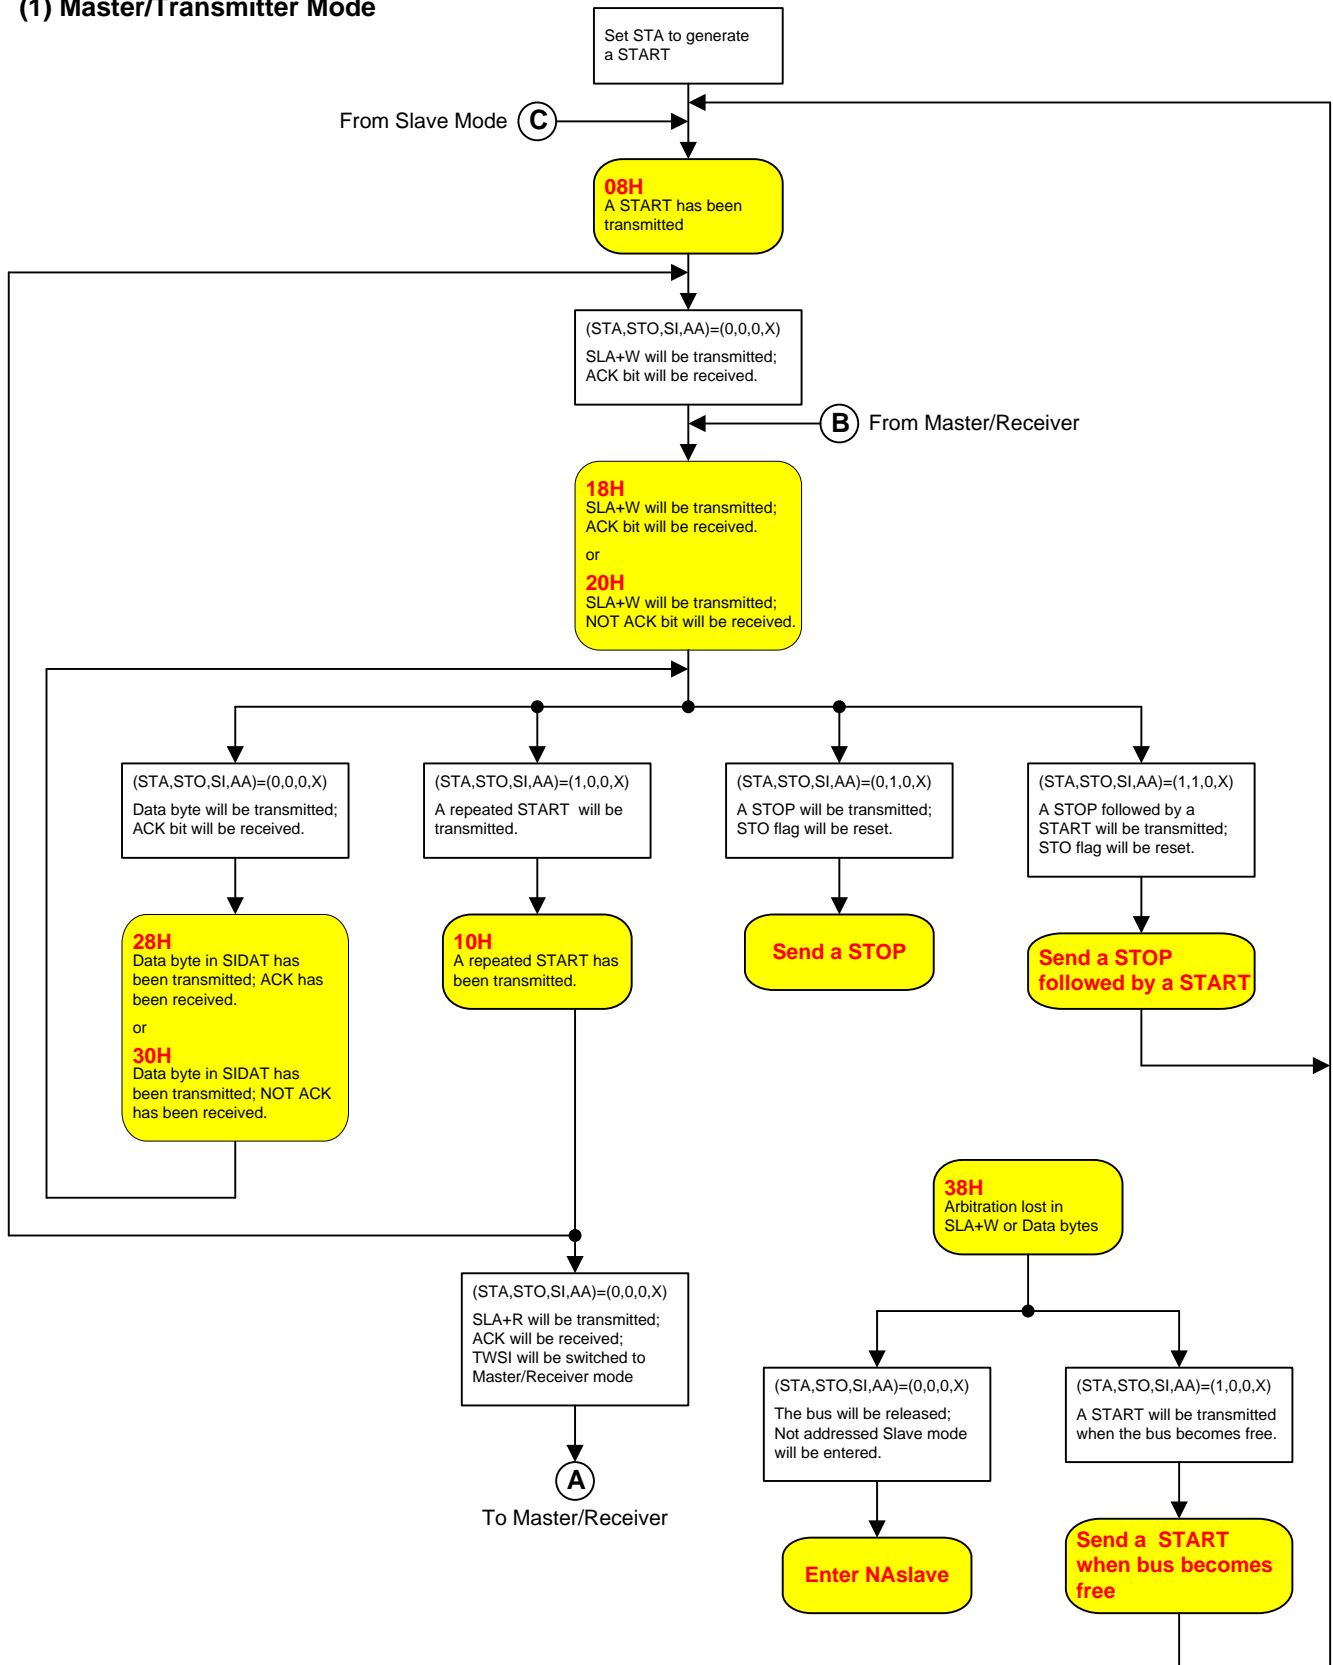 (1) Master/Transmitter Mode
Set STA to generate
a START
From Slave Mode
C
08H
A START has been
transmitted
(STA,STO,SI,AA)=(0,0,0,X)
SLA+W will be transmitted;
ACK bit will be received.
B
From Master/Receiver
18H
SLA+W will be transmitted;
ACK bit will be received.
or
20H
SLA+W will be transmitted;
NOT ACK bit will be received.
(STA,STO,SI,AA)=(0,0,0,X)
Data byte will be transmitted;
ACK bit will be received.
(STA,STO,SI,AA)=(1,0,0,X)
A repeated START will be
transmitted.
(STA,STO,SI,AA)=(0,1,0,X)
A STOP will be transmitted;
STO flag will be reset.
(STA,STO,SI,AA)=(1,1,0,X)
A STOP followed by a
START will be transmitted;
STO flag will be reset.
28H
Data byte in SIDAT has
been transmitted; ACK has
been received.
or
30H
Data byte in SIDAT has
been transmitted; NOT ACK
has been received.
10H
A repeated START has
been transmitted.
Send a STOP
Send a STOP
followed by a START
38H
Arbitration lost in
SLA+W or Data bytes
(STA,STO,SI,AA)=(0,0,0,X)
SLA+R will be transmitted;
ACK will be received;
TWSI will be switched to
Master/Receiver mode
A
To Master/Receiver
(STA,STO,SI,AA)=(0,0,0,X)
The bus will be released;
Not addressed Slave mode
will be entered.
(STA,STO,SI,AA)=(1,0,0,X)
A START will be transmitted
when the bus becomes free.
Enter NAslave
Send a START
when bus becomes
free